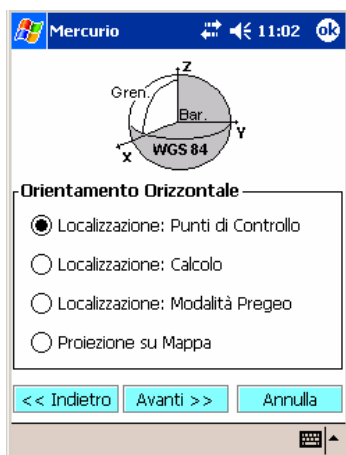 Mercurio 11:02 ok
Z
Gren.
Bar.
Y
X
WGS 84
Orientamento Orizzontale
Localizzazione: Punti di Controllo
Localizzazione: Calcolo
Localizzazione: Modalità Pregeo
Proiezione su Mappa
<< Indietro Avanti >> Annulla